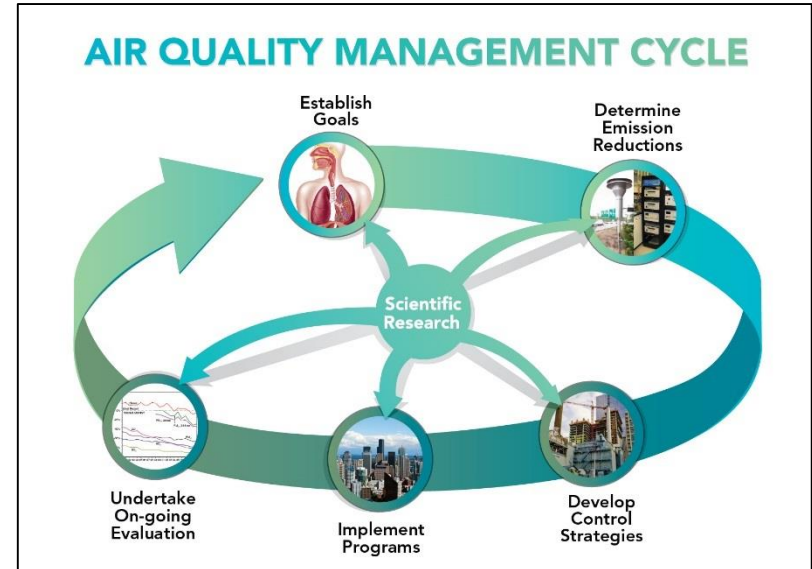 AIR QUALITY MANAGEMENT CYCLE
Establish
Goals
Determine
Emission
Reductions
Scientific
Research
Undertake
On-going
Evaluation
Implement
Programs
Develop
Control
Strategies